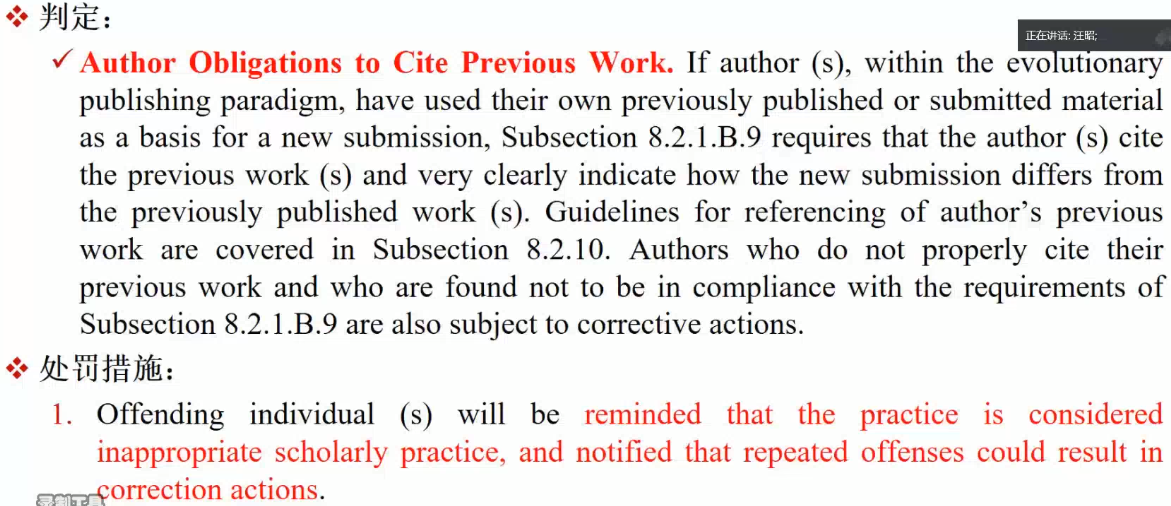 判定：
正在讲话: 汪昭;
Author Obligations to Cite Previous Work. If author (s), within the evolutionary
publishing paradigm, have used their own previously published or submitted material
as a basis for a new submission, Subsection 8.2.1.B.9 requires that the author (s) cite
the previous work (s) and very clearly indicate how the new submission differs from
the previously published work (s). Guidelines for referencing of author’s previous
work are covered in Subsection 8.2.10. Authors who do not properly cite their
previous work and who are found not to be in compliance with the requirements of
Subsection 8.2.1.B.9 are also subject to corrective actions.
处罚措施：
1. Offending individual (s) will be reminded that the practice is considered
inappropriate scholarly practice, and notified that repeated offenses could result in
correction actions.
录制工具